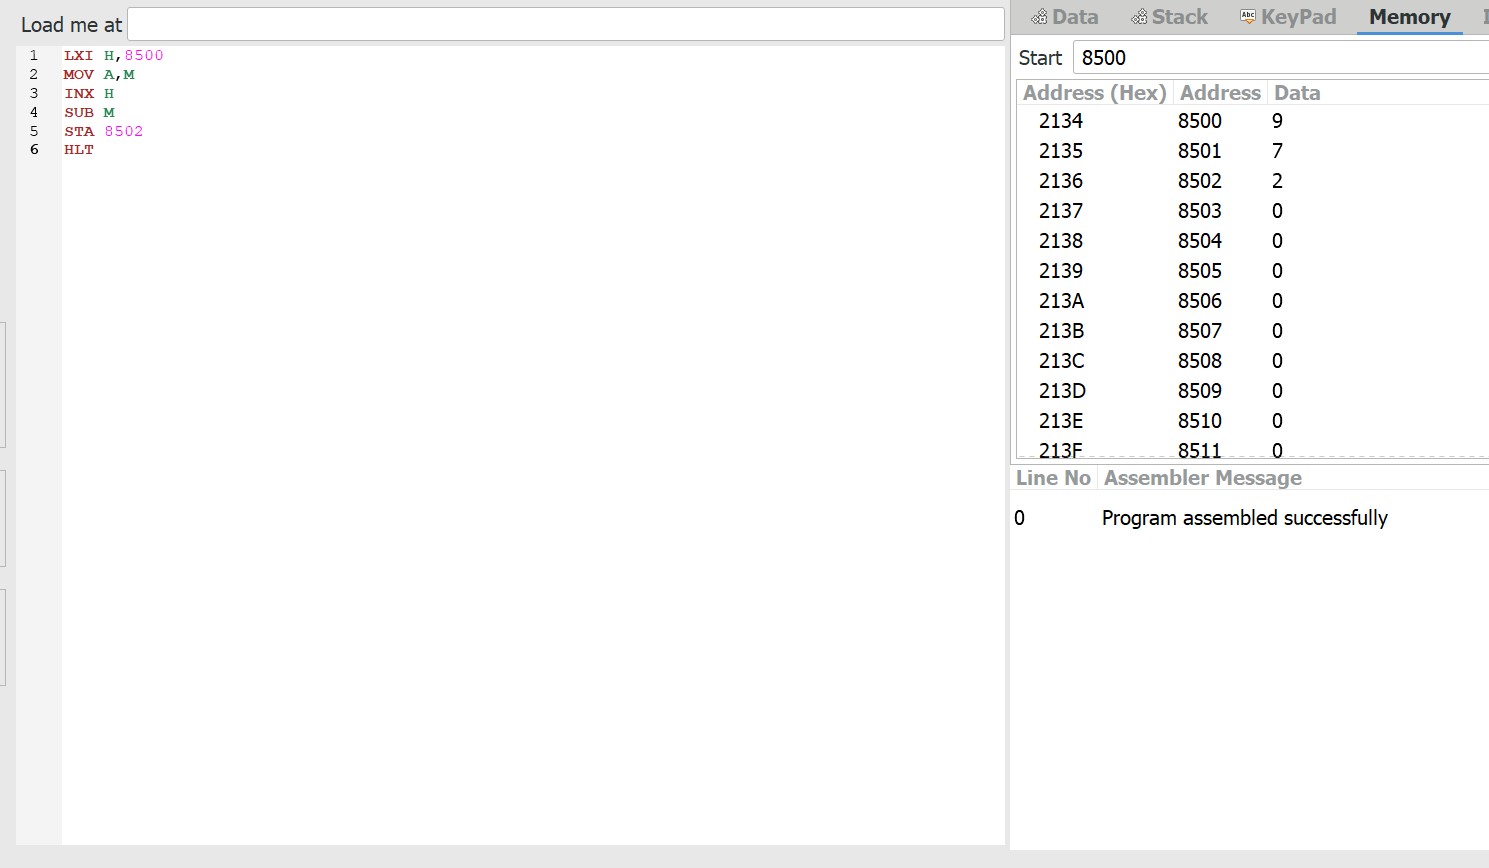 Load me at
1 LXI H,8500
2 MOV A,M
3 INX H
4 SUB M
5 STA 8502
6 HLT
Data Stack KeyPad Memory
Start 8500
Address (Hex) Address Data
2134 8500 9
2135 8501 7
2136 8502 2
2137 8503 0
2138 8504 0
2139 8505 0
213A 8506 0
213B 8507 0
213C 8508 0
213D 8509 0
213E 8510 0
213F 8511 0
Line No Assembler Message
0 Program assembled successfully